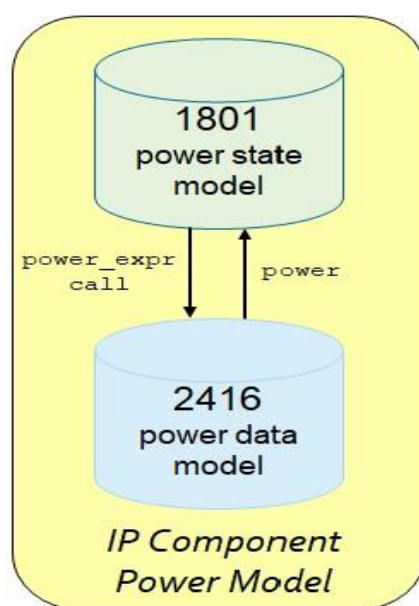 1801
power state
model
power_expr
call
power
2416
power data
model
IP Component
Power Model